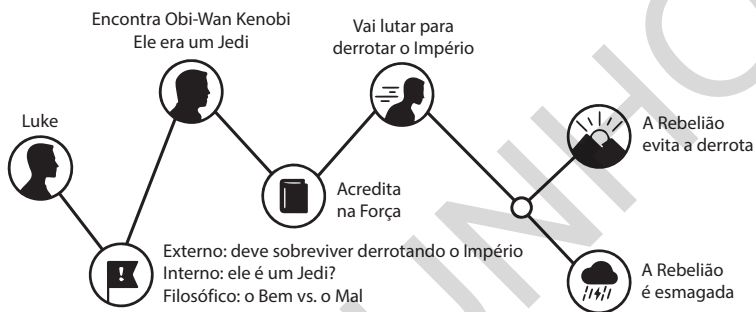 Encontra Obi-Wan Kenobi
Ele era um Jedi
Vai lutar para
derrotar o Império
Luke
A Rebelião
evita a derrota
Acredita
na Força
!
Externo: deve sobreviver derrotando o Império
Interno: ele é um Jedi?
Filosófico: o Bem vs. o Mal
A Rebelião
é esmagada